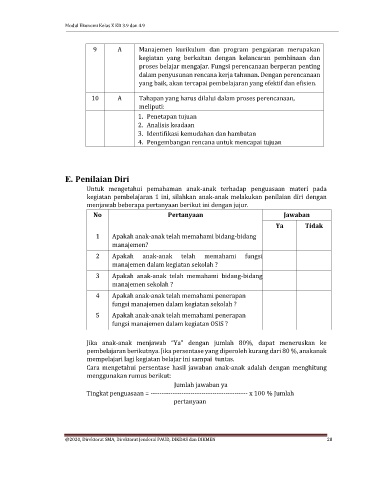 Modul Ekonomi Kelas X KD 3.9 dan 4.9
9 A Manajemen kurikulum dan program pengajaran merupakan
kegiatan yang berkaitan dengan kelancaran pembinaan dan
proses belajar mengajar. Fungsi perencanaan berperan penting
dalam penyusunan rencana kerja tahunan. Dengan perencanaan
yang baik, akan tercapai pembelajaran yang efektif dan efisien.
10 A Tahapan yang harus dilalui dalam proses perencanaan,
meliputi:
1. Penetapan tujuan
2. Analisis keadaan
3. Identifikasi kemudahan dan hambatan
4. Pengembangan rencana untuk mencapai tujuan
E. Penilaian Diri
Untuk mengetahui pemahaman anak-anak terhadap penguasaan materi pada
kegiatan pembelajaran 1 ini, silahkan anak-anak melakukan penilaian diri dengan
menjawab beberapa pertanyaan berikut ini dengan jujur.
No Pertanyaan Jawaban
Ya Tidak
1 Apakah anak-anak telah memahami bidang-bidang
manajemen?
2 Apakah anak-anak telah memahami fungsi
manajemen dalam kegiatan sekolah ?
3 Apakah anak-anak telah memahami bidang-bidang
manajemen sekolah ?
4 Apakah anak-anak telah memahami penerapan
fungsi manajemen dalam kegiatan sekolah ?
5 Apakah anak-anak telah memahami penerapan
fungsi manajemen dalam kegiatan OSIS ?
Jika anak-anak menjawab "Ya" dengan jumlah 80%, dapat meneruskan ke
pembelajaran berikutnya. Jika persentase yang diperoleh kurang dari 80 %, anakanak
mempelajari lagi kegiatan belajar ini sampai tuntas.
Cara mengetahui persentase hasil jawaban anak-anak adalah dengan menghitung
menggunakan rumus berikut:
Jumlah jawaban ya
Tingkat penguasaan = ------------------------------------------- x 100 % Jumlah
pertanyaan
@2020, Direktorat SMA, Direktorat Jenderal PAUD, DIKDAS dan DIKMEN 28